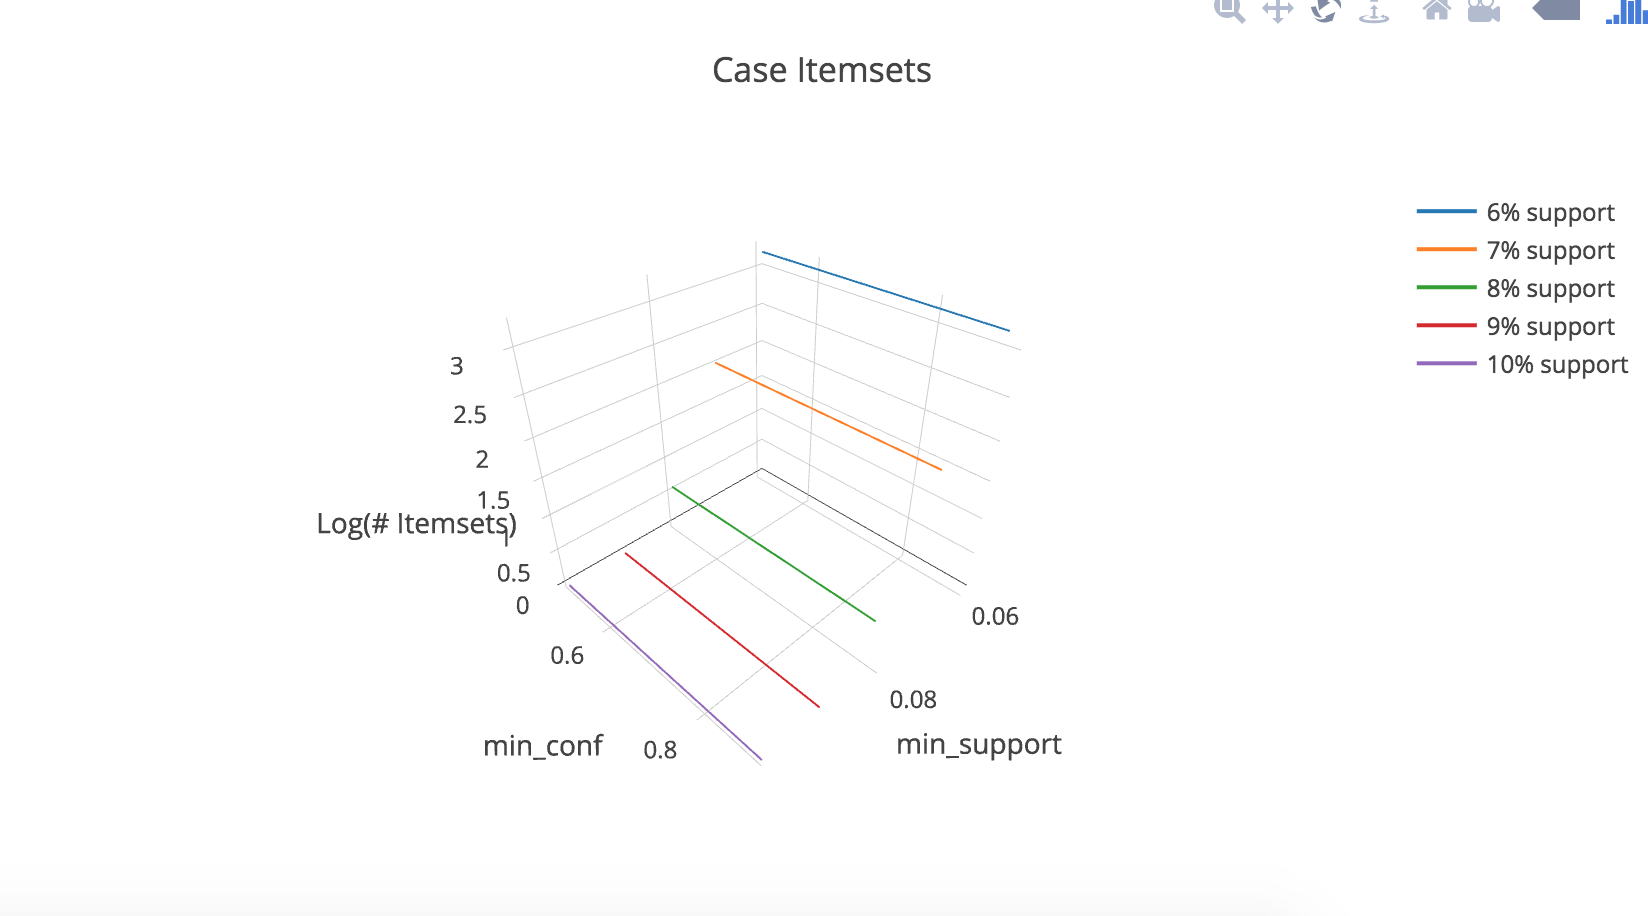 Case Itemsets
6% support
7% support
8% support
9% support
10% support
3
2.5
2
1.5
Log(# Itemsets)
1
0.5
0
0.6
0.06
0.08
min_conf
0.8
min_support